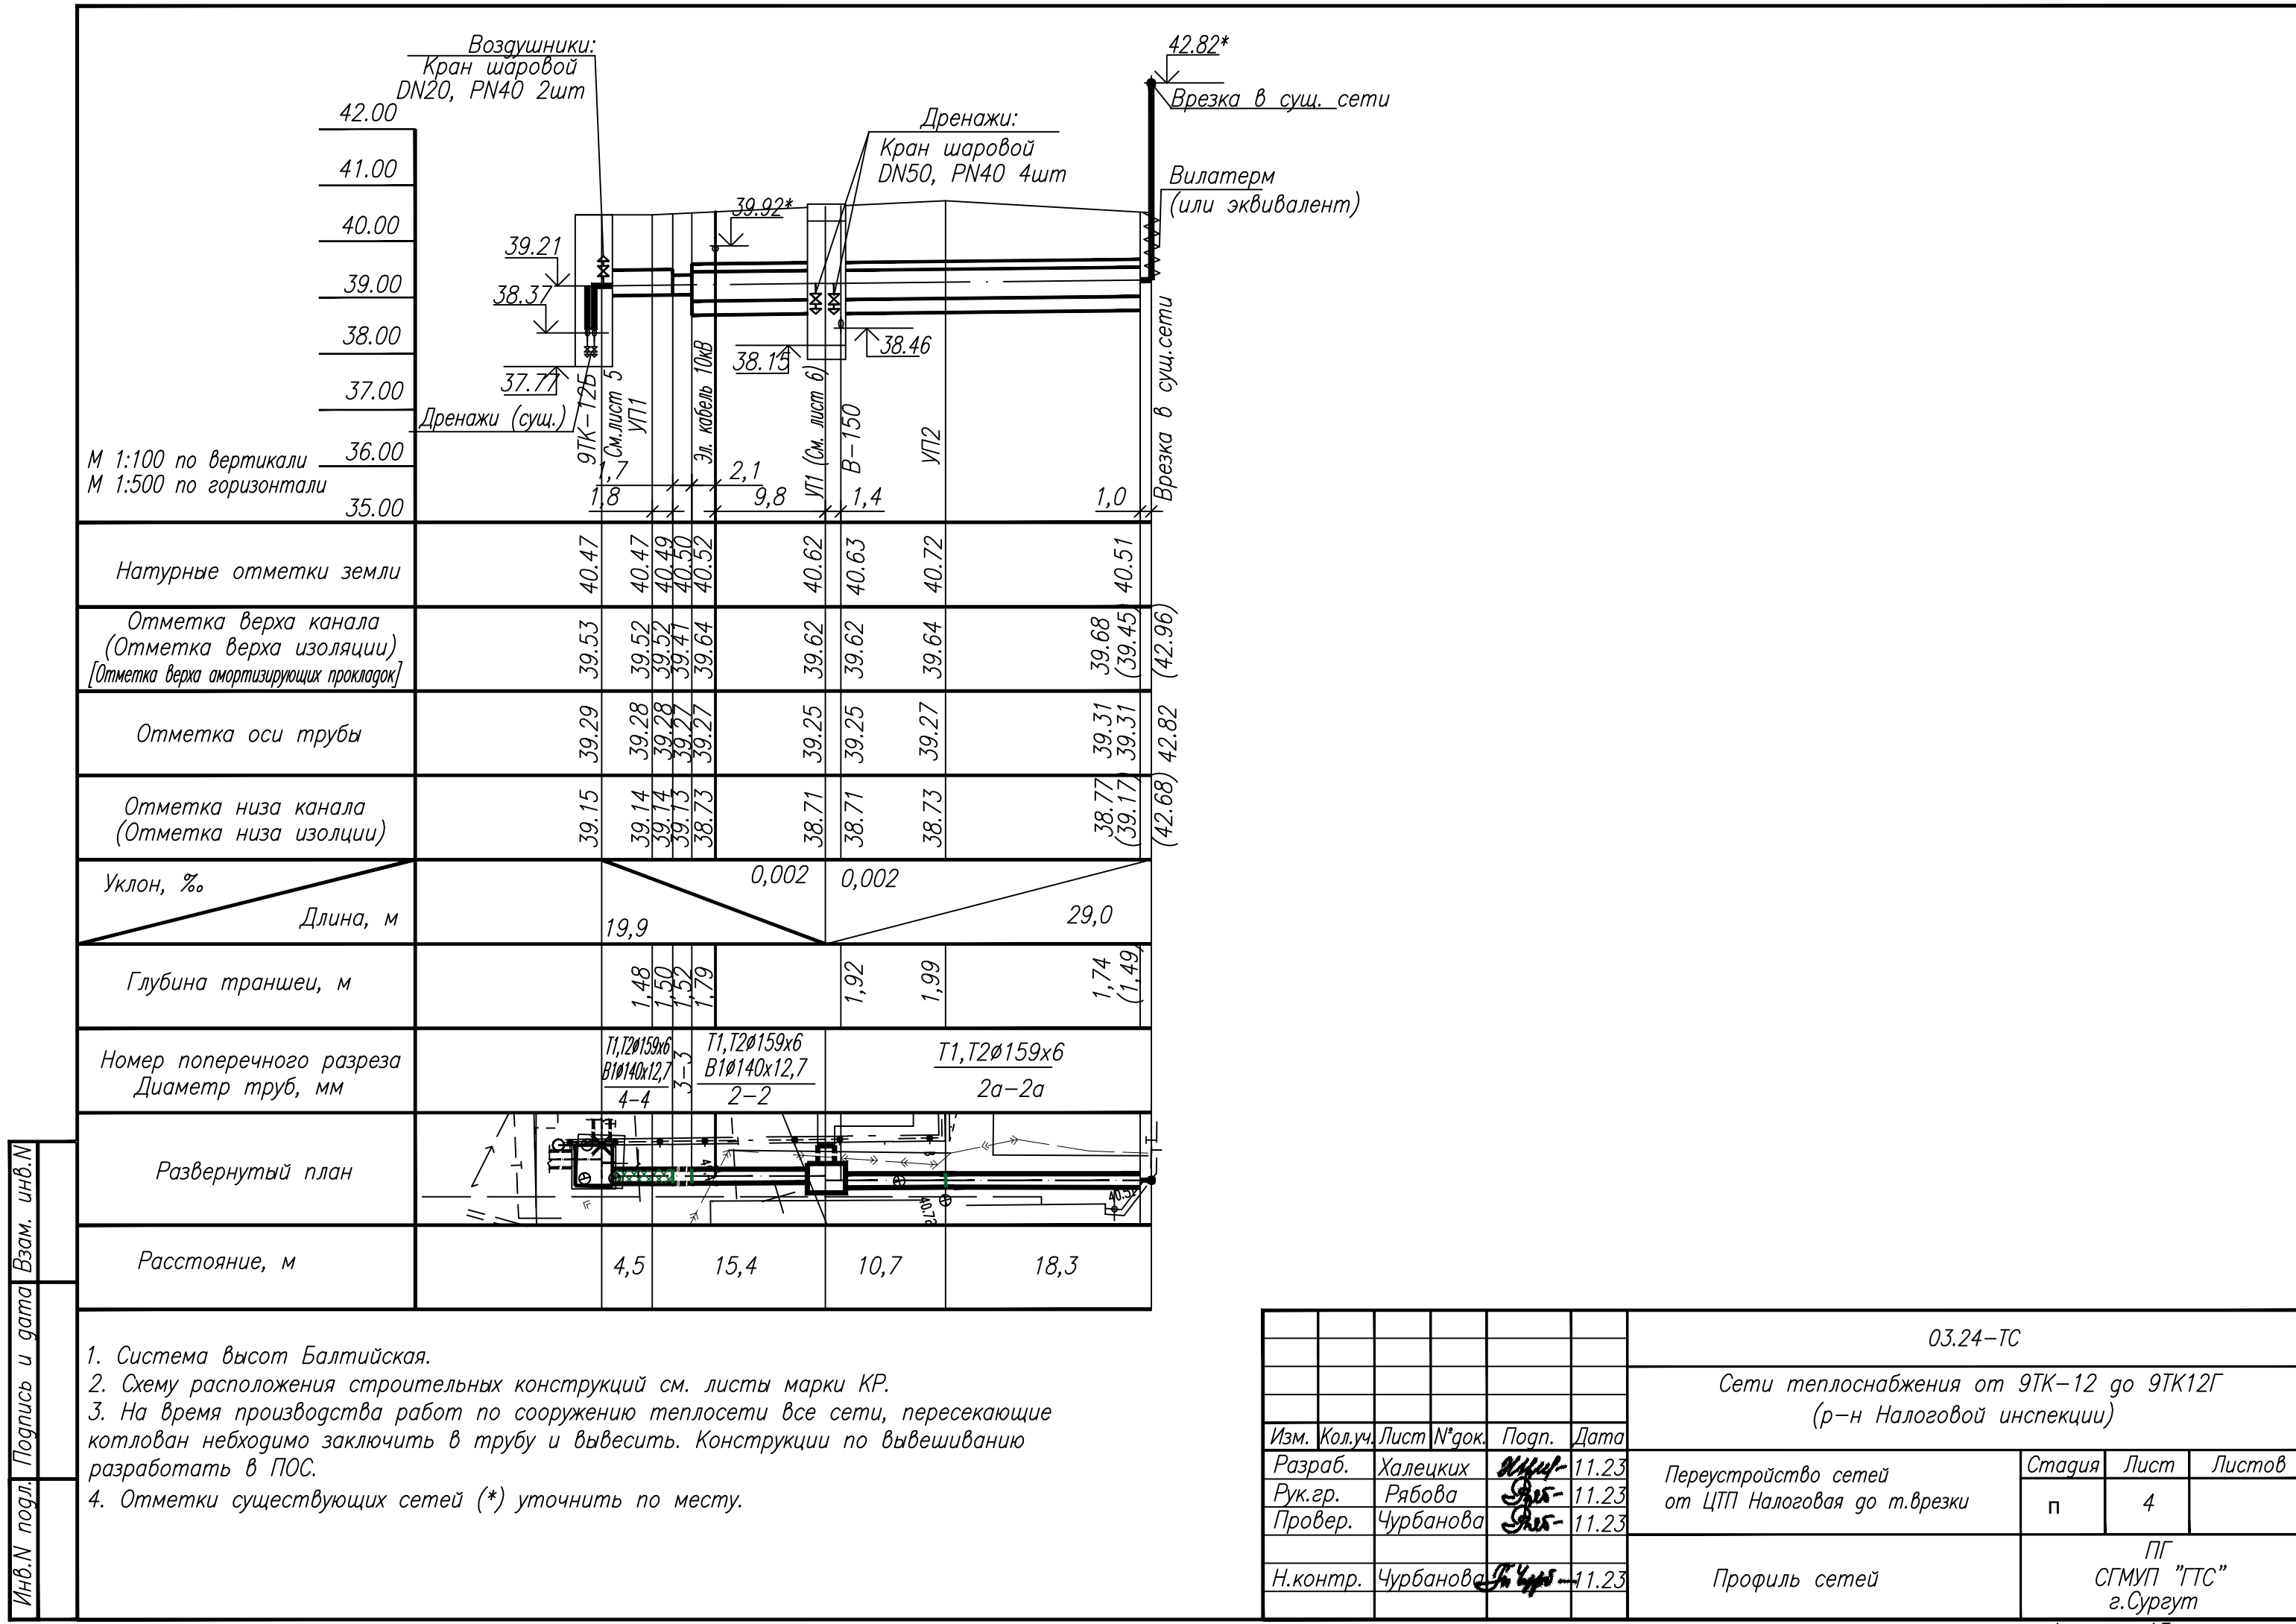 Воздушники:
Кран шаровой
DN20, PN40 2шт
42.82*
Врезка в сущ. сети
Дренажи:
Кран шаровой
DN50, PN40 4шт
Вилатерм
(или эквивалент)
42.00
41.00
40.00
39.00
38.00
37.00
36.00
35.00
39.92*
39.21
38.37
37.77
38.15
38.46
Дренажи (сущ.)
М 1:100 по вертикали
М 1:500 по горизонтали
9ТК-12Б
См.лист 5
УП1
Эл. кабель 10кВ
УТ1 (См. лист 6)
В-150
УП2
Врезка в сущ.сети
1,7
2,1
1,8
9,8
1,4
1,0
Натурные отметки земли
40.47
40.47
40.49
40.50
40.52
40.62
40.63
40.72
40.51
Отметка верха канала
(Отметка верха изоляции)
[Отметка верха амортизирующих прокладок]
39.53
39.52
39.52
39.41
39.64
39.62
39.62
39.64
39.68
(39.45)
(42.96)
Отметка оси трубы
39.29
39.28
39.28
39.27
39.27
39.25
39.25
39.27
39.31
39.31
42.82
Отметка низа канала
(Отметка низа изолции)
39.15
39.14
39.14
39.13
38.73
38.71
38.71
38.73
38.77
(39.17)
(42.68)
Уклон, ‰
Длина, м
0,002
0,002
19,9
29,0
Глубина траншеи, м
1,48
1,50
1,52
1,79
1,92
1,99
1,74
(1,49)
Номер поперечного разреза
Диаметр труб, мм
Т1,Т2ø159х6
В1ø140х12,7
4-4
3-3
Т1,Т2ø159х6
В1ø140х12,7
2-2
Т1,Т2ø159х6
2а-2а
Развернутый план
40.72
40.51
Расстояние, м
4,5
15,4
10,7
18,3
1. Система высот Балтийская.
2. Схему расположения строительных конструкций см. листы марки КР.
3. На время производства работ по сооружению теплосети все сети, пересекающие
котлован небходимо заключить в трубу и вывесить. Конструкции по вывешиванию
разработать в ПОС.
4. Отметки существующих сетей (*) уточнить по месту.
Взам. инв.N
Подпись и дата
Инв.N подл.
03.24-ТС
Сети теплоснабжения от 9ТК-12 до 9ТК12Г
(р-н Налоговой инспекции)
Изм. Кол.уч. Лист №док. Подп. Дата
Разраб. Халецких 11.23
Рук.гр. Рябова 11.23
Провер. Чурбанова 11.23
Н.контр. Чурбанова 11.23
Переустройство сетей
от ЦТП Налоговая до т.врезки
Стадия Лист Листов
п 4
Профиль сетей
ПГ
СГМУП "ГТС"
г.Сургут